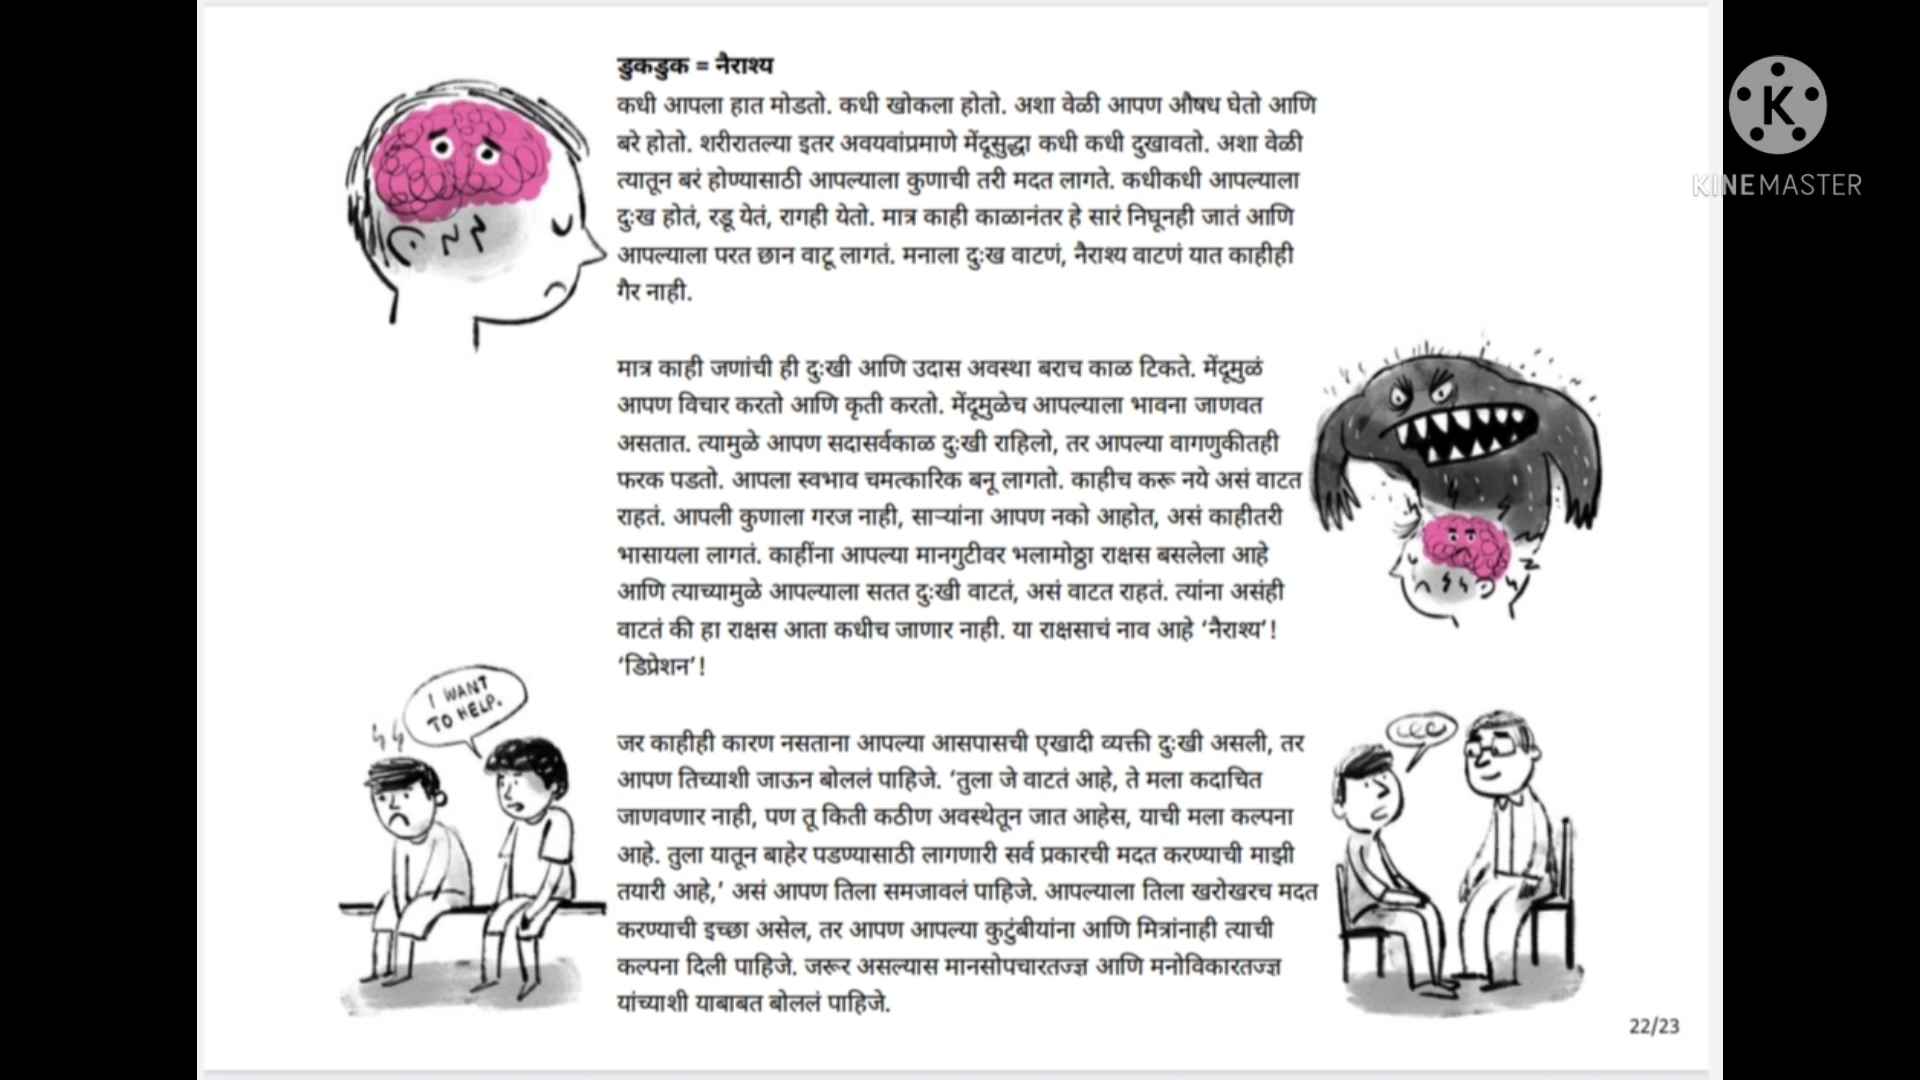 डुकडुक = नैराश्य
कधी आपला हात मोडतो. कधी खोकला होतो. अशा वेळी आपण औषध घेतो आणि
बरे होतो. शरीरातल्या इतर अवयवांप्रमाणे मेंदूसुद्धा कधी कधी दुखावतो. अशा वेळी
त्यातून बरं होण्यासाठी आपल्याला कुणाची तरी मदत लागते. कधीकधी आपल्याला
दुःख होतं, रडू येतं, रागही येतो. मात्र काही काळानंतर हे सारं निघूनही जातं आणि
आपल्याला परत छान वाटू लागतं. मनाला दुःख वाटणं, नैराश्य वाटणं यात काहीही
गैर नाही.
मात्र काही जणांची ही दुःखी आणि उदास अवस्था बराच काळ टिकते. मेंदूमुळं
आपण विचार करतो आणि कृती करतो. मेंदूमुळेच आपल्याला भावना जाणवत
असतात. त्यामुळे आपण सदासर्वकाळ दुःखी राहिलो, तर आपल्या वागणुकीतही
फरक पडतो. आपला स्वभाव चमत्कारिक बनू लागतो. काहीच करू नये असं वाटत
राहतं. आपली कुणाला गरज नाही, साऱ्यांना आपण नको आहोत, असं काहीतरी
भासायला लागतं. काहींना आपल्या मानगुटीवर भलामोठ्ठा राक्षस बसलेला आहे
आणि त्याच्यामुळे आपल्याला सतत दुःखी वाटतं, असं वाटत राहतं. त्यांना असंही
वाटतं की हा राक्षस आता कधीच जाणार नाही. या राक्षसाचं नाव आहे ‘नैराश्य’!
‘डिप्रेशन’!
I WANT
TO HELP.
जर काहीही कारण नसताना आपल्या आसपासची एखादी व्यक्ती दुःखी असली, तर
आपण तिच्याशी जाऊन बोललं पाहिजे. ‘तुला जे वाटतं आहे, ते मला कदाचित
जाणवणार नाही, पण तू किती कठीण अवस्थेतून जात आहेस, याची मला कल्पना
आहे. तुला यातून बाहेर पडण्यासाठी लागणारी सर्व प्रकारची मदत करण्याची माझी
तयारी आहे,’ असं आपण तिला समजावलं पाहिजे. आपल्याला तिला खरोखरच मदत
करण्याची इच्छा असेल, तर आपण आपल्या कुटुंबीयांना आणि मित्रांनाही त्याची
कल्पना दिली पाहिजे. जरूर असल्यास मानसोपचारतज्ज्ञ आणि मनोविकारतज्ज्ञ
यांच्याशी याबाबत बोललं पाहिजे.
22/23
K
KINEMASTER